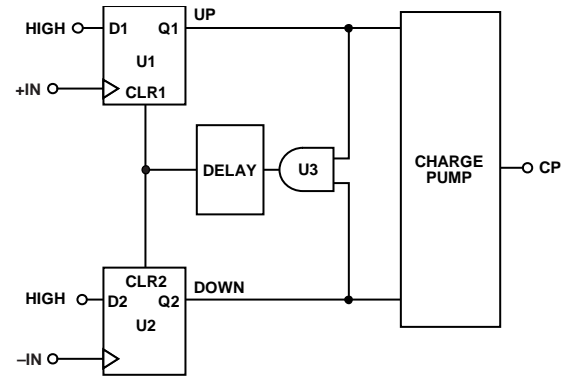 UP
HIGH
D1
Q1
U1
+IN
CLR1
DELAY
U3
CHARGE
PUMP
CP
CLR2
DOWN
HIGH
D2
Q2
U2
–IN